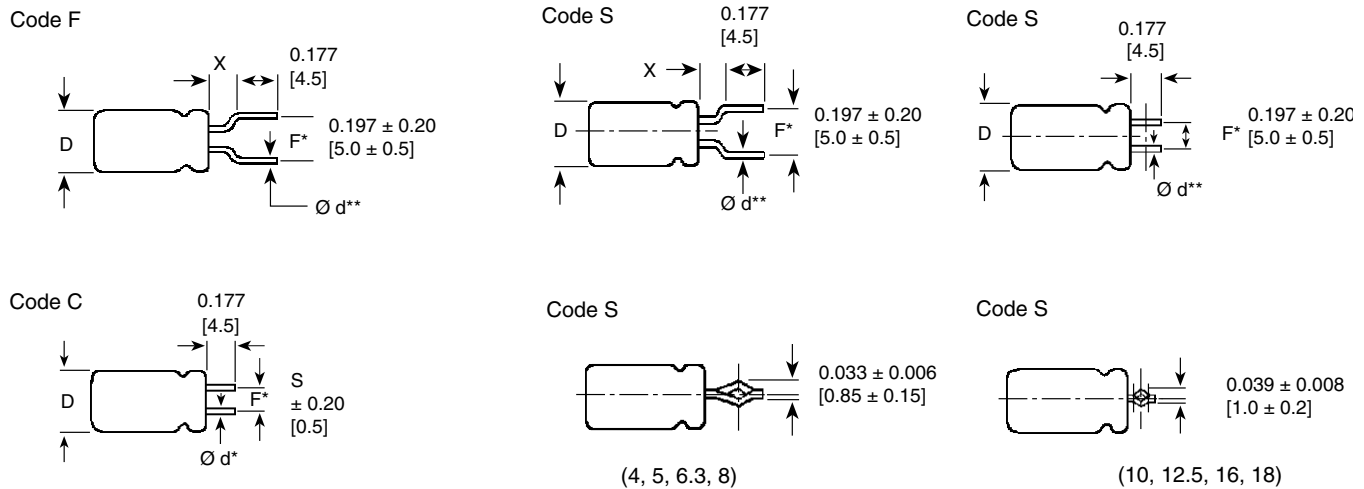 Code F
X
0.177
[4.5]
D
F*
0.197 ± 0.20
[5.0 ± 0.5]
Ø d**
Code S
0.177
[4.5]
X
D
F*
0.197 ± 0.20
[5.0 ± 0.5]
Ø d**
Code S
0.177
[4.5]
D
F*
0.197 ± 0.20
[5.0 ± 0.5]
Ø d**
Code C
0.177
[4.5]
D
F*
S
± 0.20
[0.5]
Ø d*
Code S
0.033 ± 0.006
[0.85 ± 0.15]
(4, 5, 6.3, 8)
Code S
0.039 ± 0.008
[1.0 ± 0.2]
(10, 12.5, 16, 18)